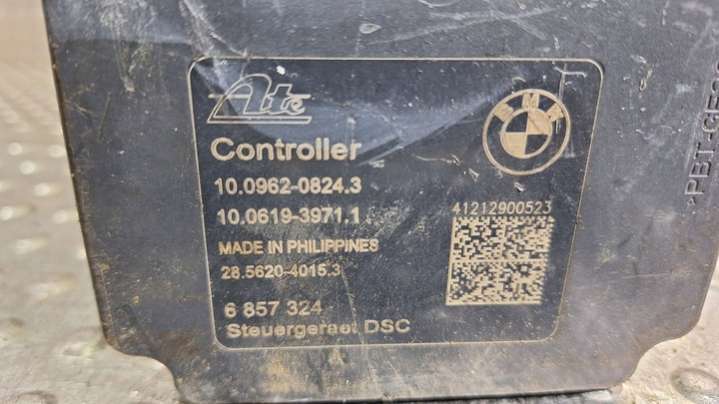 Ate
BMW
Controller
10.0962-0824.3
10.0619-3971.1
41212900523
MADE IN PHILIPPINES
28.5620-4015.3
6 857 324
Steuergeraet DSC